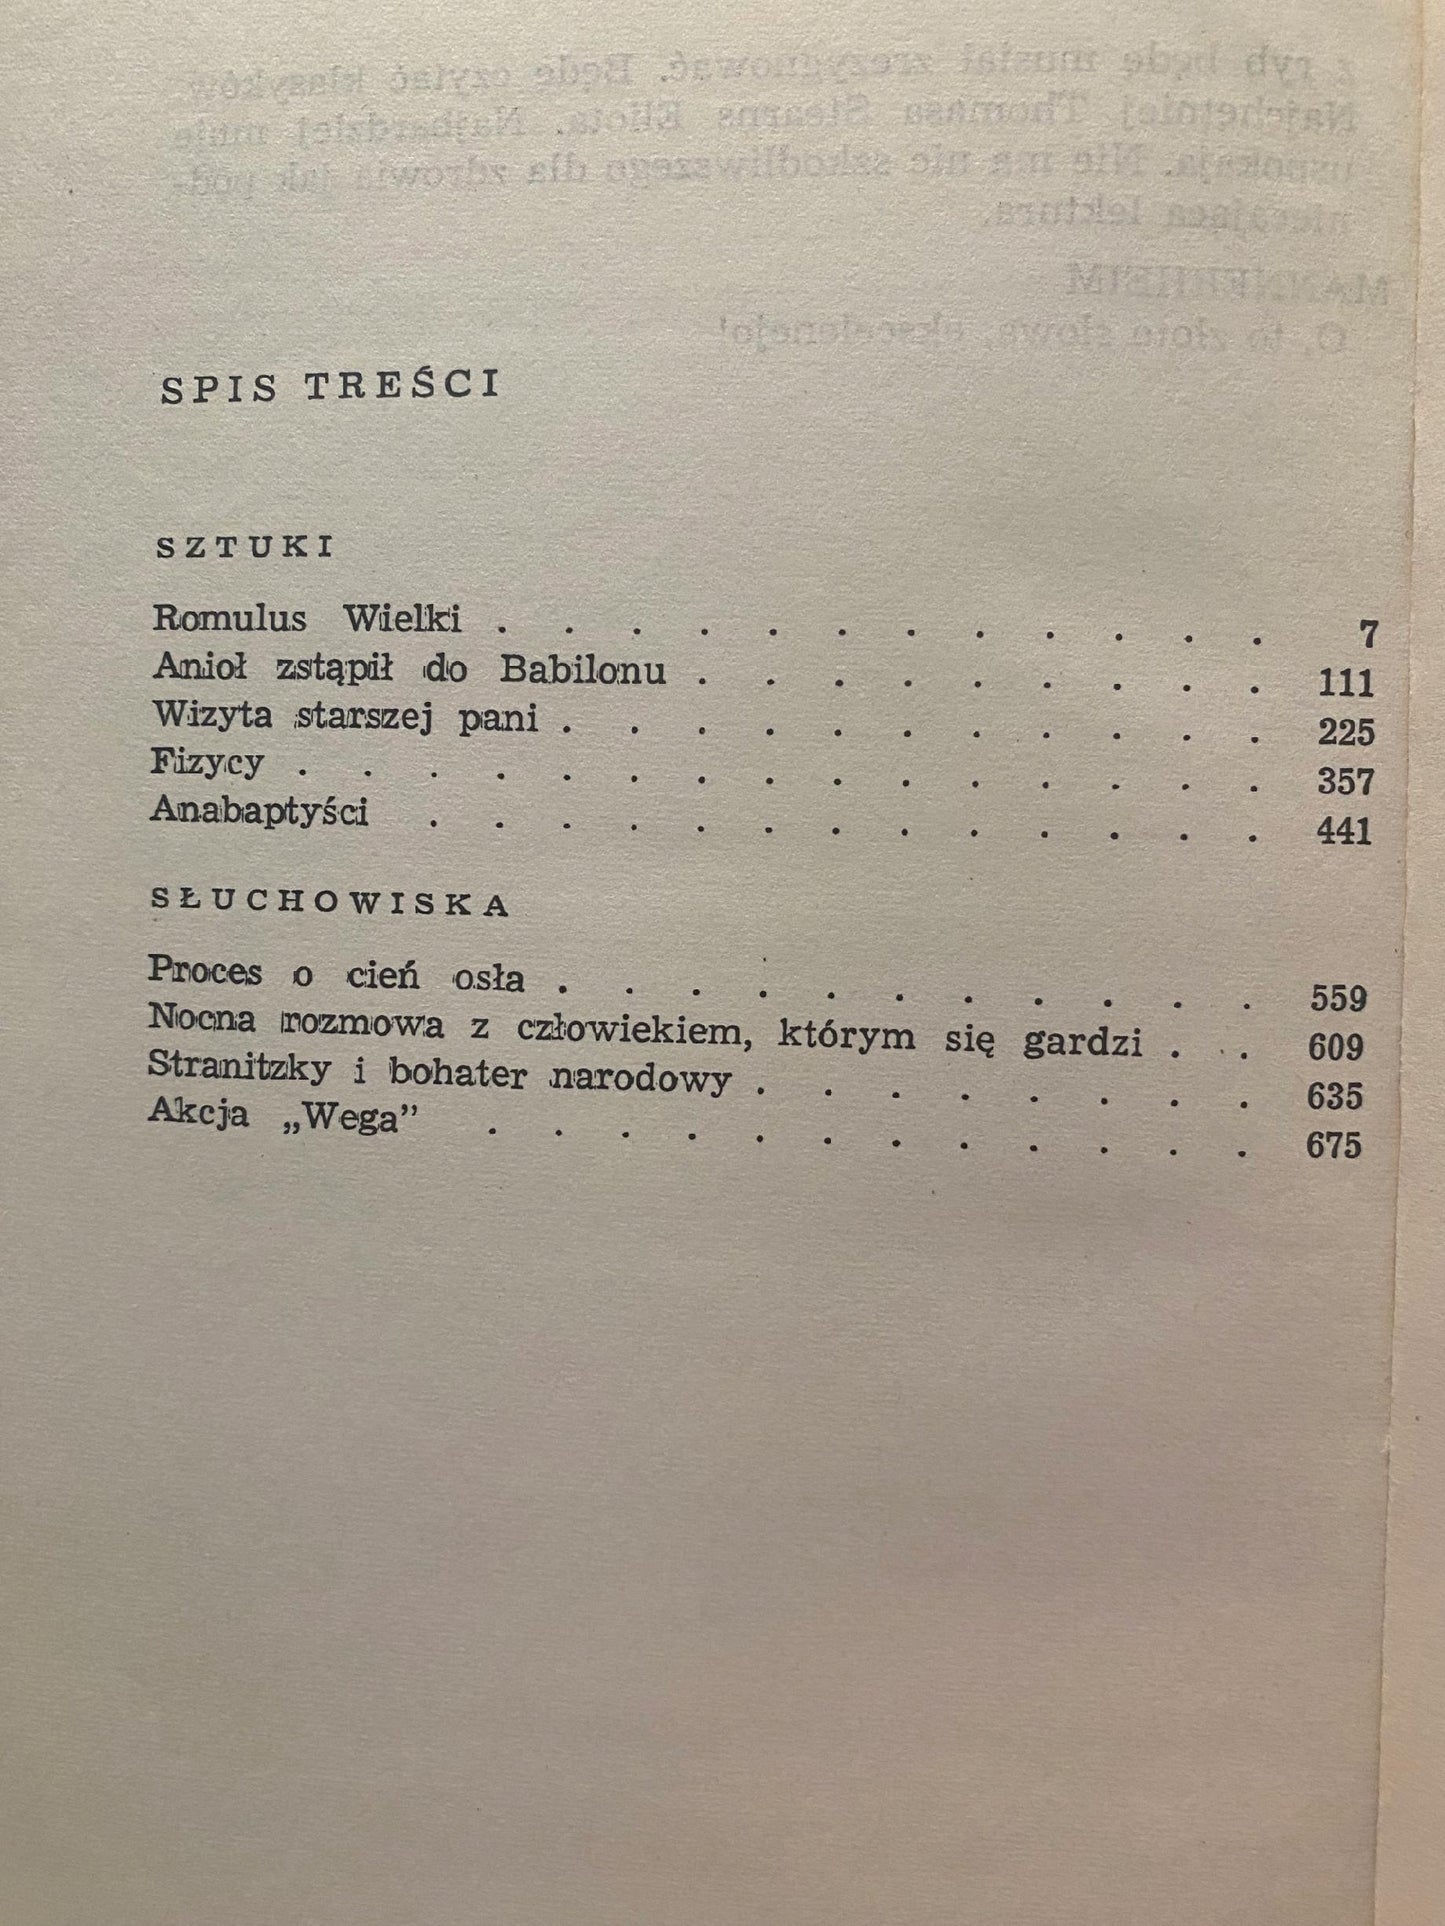 SPIS TREŚCI
SZTUKI
Romulus Wielki . . . . . . . . . . . . 7
Anioł zstąpił do Babilonu . . . . . . . . . 111
Wizyta starszej pani . . . . . . . . . . . 225
Fizycy . . . . . . . . . . . . . . . 357
Anabaptyści . . . . . . . . . . . . . 441
SŁUCHOWISKA
Proces o cień osła . . . . . . . . . . . 559
Nocna rozmowa z człowiekiem, którym się gardzi . . . 609
Stranitzky i bohater narodowy . . . . . . . . 635
Akcja „Wega” . . . . . . . . . . . . 675